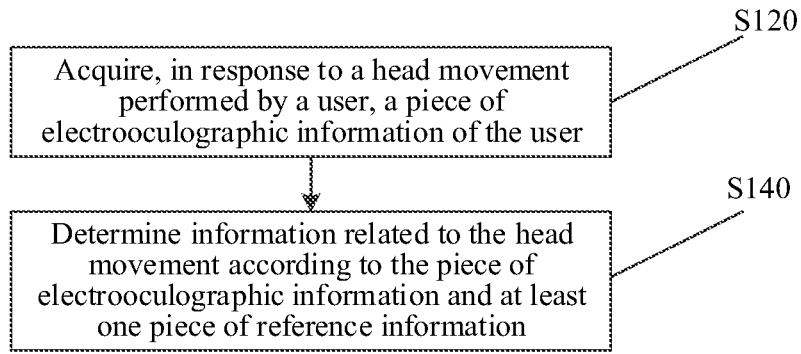 S120
Acquire, in response to a head movement
performed by a user, a piece of
electrooculographic information of the user
S140
Determine information related to the head
movement according to the piece of
electrooculographic information and at least
one piece of reference information